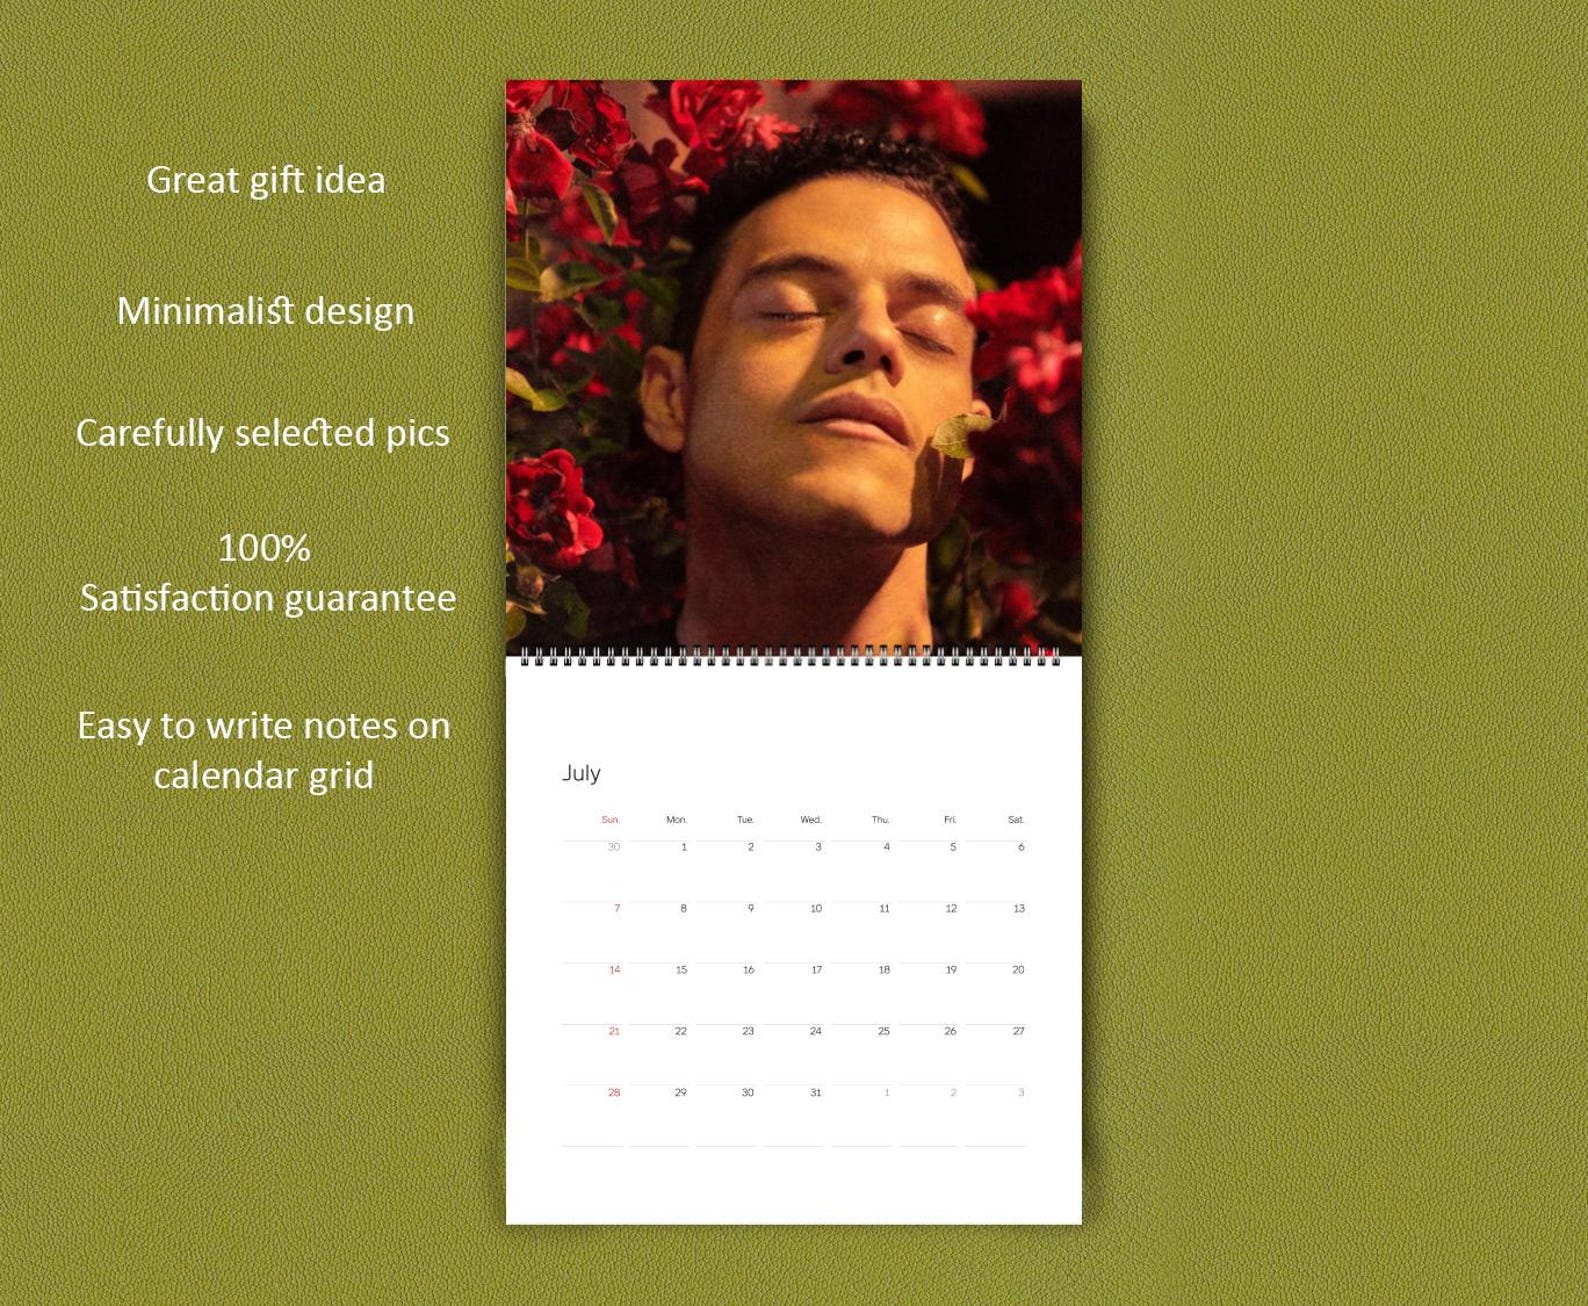 Great gift idea
Minimalist design
Carefully selected pics
100%
Satisfaction guarantee
Easy to write notes on
calendar grid
July
Sun. Mon. Tue. Wed. Thu. Fri. Sat.
30 1 2 3 4 5 6
7 8 9 10 11 12 13
14 15 16 17 18 19 20
21 22 23 24 25 26 27
28 29 30 31 1 2 3